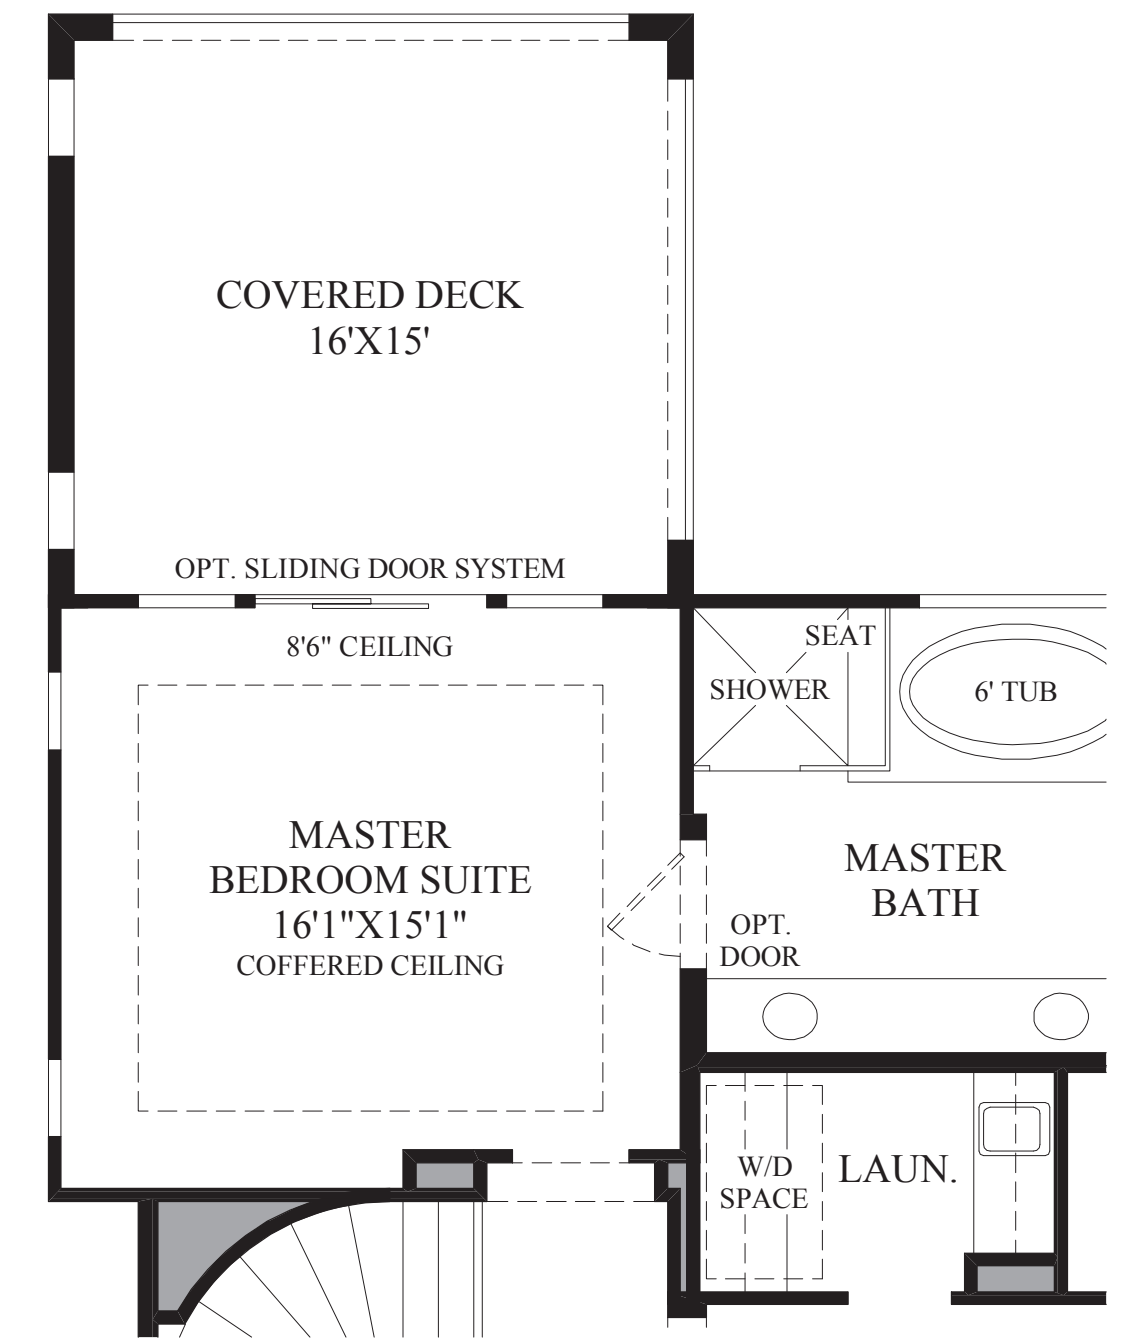 COVERED DECK
16'X15'
OPT. SLIDING DOOR SYSTEM
8'6" CEILING
SEAT
SHOWER
6' TUB
MASTER
BEDROOM SUITE
16'1"X15'1"
COFFERED CEILING
MASTER
BATH
OPT.
DOOR
W/D
SPACE
LAUN.